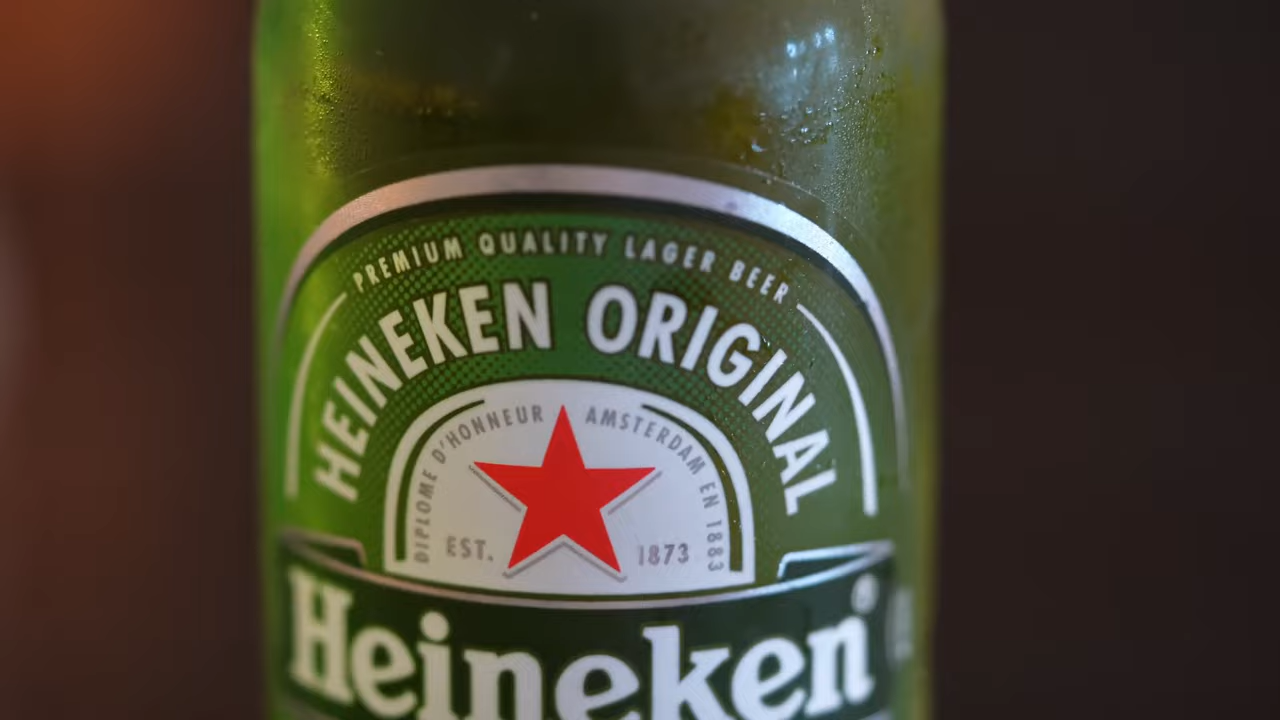 PREMIUM QUALITY LAGER BEER
HEINEKEN ORIGINAL
DIPLOME D'HONNEUR AMSTERDAM EN 1883
EST. 1873
Heineken®